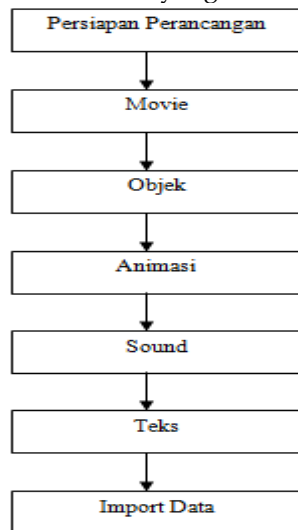 Persiapan Perancangan
Movie
Objek
Animasi
Sound
Teks
Import Data